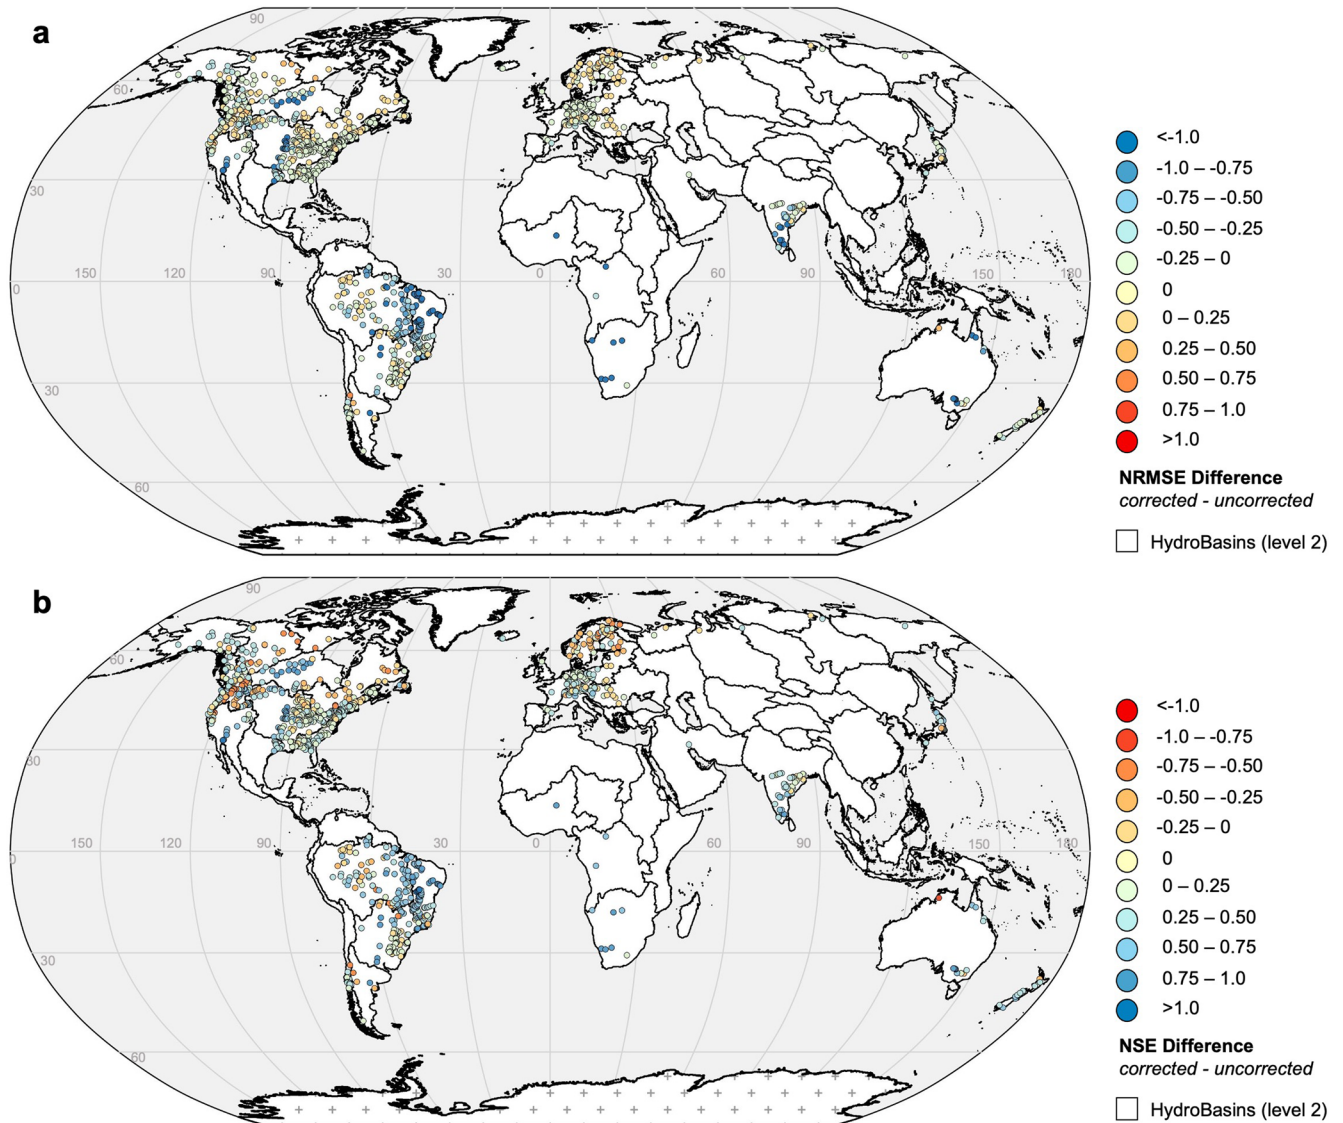 a
90
60
30
150
120
90
30
0
60
90
150
180
0
30
60
<-1.0
-1.0 – -0.75
-0.75 – -0.50
-0.50 – -0.25
-0.25 – 0
0
0 – 0.25
0.25 – 0.50
0.50 – 0.75
0.75 – 1.0
>1.0
NRMSE Difference
corrected - uncorrected
HydroBasins (level 2)
b
90
60
30
150
120
90
30
0
60
90
150
180
0
30
60
<-1.0
-1.0 – -0.75
-0.75 – -0.50
-0.50 – -0.25
-0.25 – 0
0
0 – 0.25
0.25 – 0.50
0.50 – 0.75
0.75 – 1.0
>1.0
NSE Difference
corrected - uncorrected
HydroBasins (level 2)